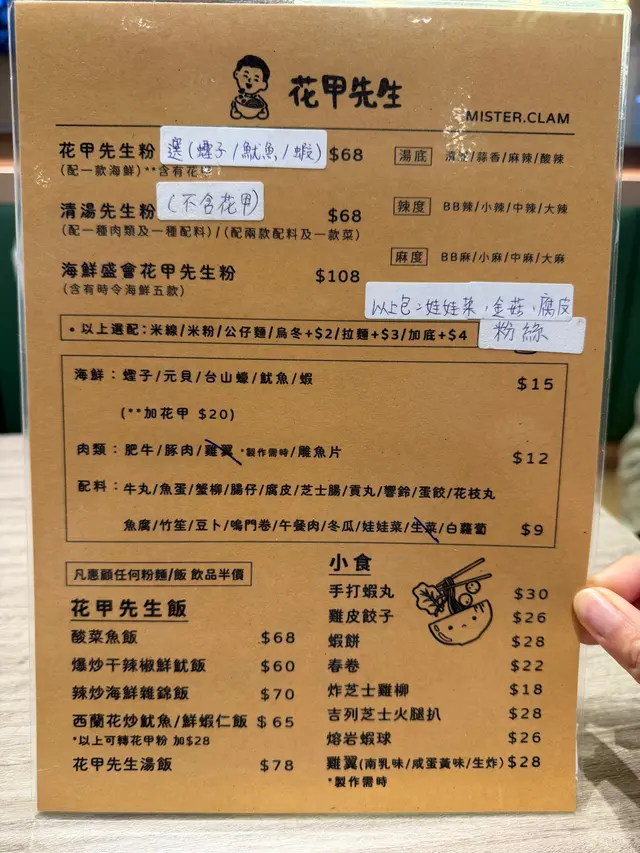 花甲先生
MISTER.CLAM
花甲先生粉 選(蟶子/魷魚/蝦) $68
(配一款海鮮)**含有花
湯底 清 /蒜香/麻辣/酸辣
清湯先生粉 (不含花甲) $68
(配一種肉類及一種配料)/(配兩款配料及一款菜)
辣度 BB辣/小辣/中辣/大辣
麻度 BB麻/小麻/中麻/大麻
海鮮盛會花甲先生粉 $108
(含有時令海鮮五款)
以上包:娃娃菜、金菇、腐皮
粉絲
•以上選配:米線/米粉/公仔麵/烏冬+$2/拉麵+$3/加底+$4
海鮮:蟶子/元貝/台山蠔/魷魚/蝦 $15
(**加花甲 $20)
肉類:肥牛/豚肉/雞翼 *製作需時/雕魚片 $12
配料:牛丸/魚蛋/蟹柳/腸仔/腐皮/芝士腸/貢丸/響鈴/蛋餃/花枝丸
魚腐/竹笙/豆卜/鳴門卷/午餐肉/冬瓜/娃娃菜/生菜/白蘿蔔 $9
凡惠顧任何粉麵/飯 飲品半價
花甲先生飯
酸菜魚飯 $68
爆炒干辣椒鮮魷飯 $60
辣炒海鮮雜錦飯 $70
西蘭花炒魷魚/鮮蝦仁飯 $65
*以上可轉花甲粉 加$28
花甲先生湯飯 $78
小食
手打蝦丸 $30
雞皮餃子 $26
蝦餅 $28
春卷 $22
炸芝士雞柳 $18
吉列芝士火腿扒 $28
熔岩蝦球 $26
雞翼(南乳味/咸蛋黃味/生炸) $28
*製作需時